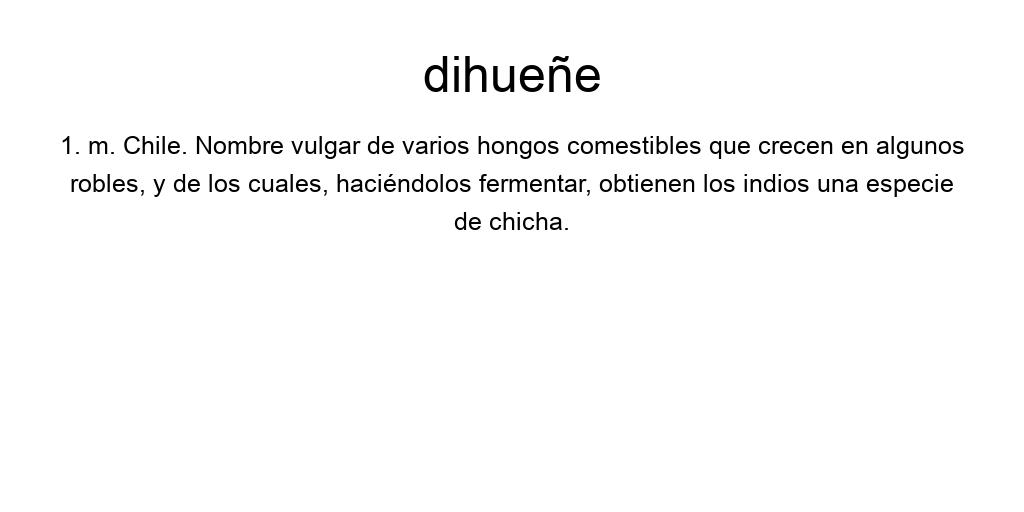 dihueñe
1. m. Chile. Nombre vulgar de varios hongos comestibles que crecen en algunos
robles, y de los cuales, haciéndolos fermentar, obtienen los indios una especie
de chicha.